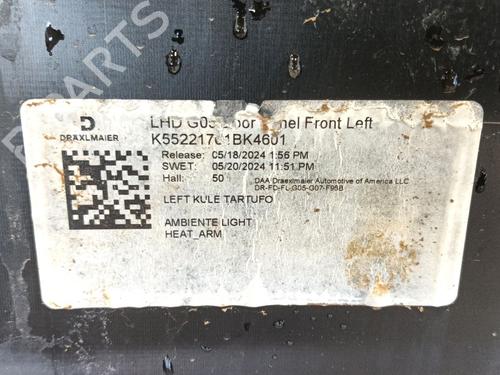 D
DRÄXLMAIER
LHD G05 Door Panel Front Left
K55221701BK4601
Release: 05/18/2024 1:56 PM
SWET: 05/20/2024 11:51 PM
Hall: 50
DAA Draexlmaier Automotive of America LLC
DR-FD-FL-G05-G07-F95B
LEFT KULE TARTUFO
AMBIENTE LIGHT
HEAT_ARM